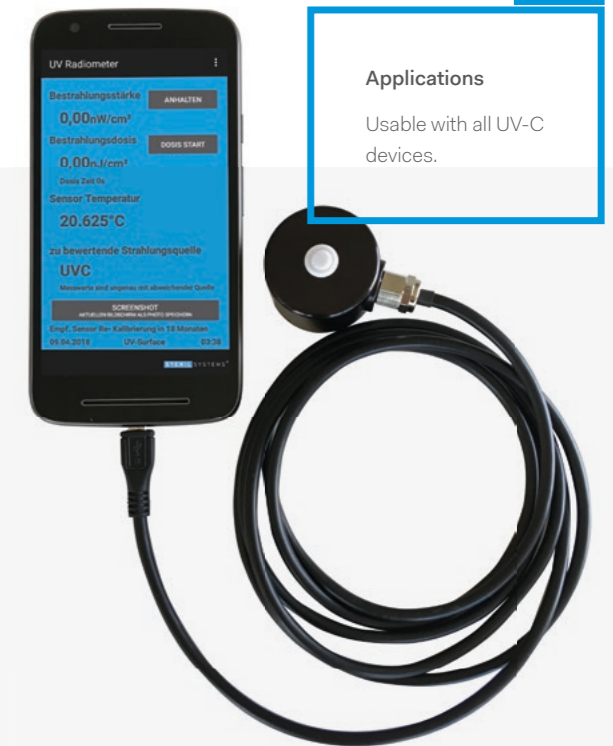 UV Radiometer
Bestrahlungsstärke
ANHALTEN
0,00nW/cm²
Bestrahlungsdosis
DOSIS START
0,00nJ/cm²
Dosis Zeit 0s
Sensor Temperatur
20.625°C
zu bewertende Strahlungsquelle
UVC
Messwerte sind ungenau mit abweichender Quelle
SCREENSHOT
AKTUELLEN BILDSCHIRM ALS PHOTO SPEICHERN
Empf. Sensor Re- Kalibrierung in 18 Monaten
09.04.2018 UV-Surface 03:38
STERILSYSTEMS
Applications
Usable with all UV-C
devices.